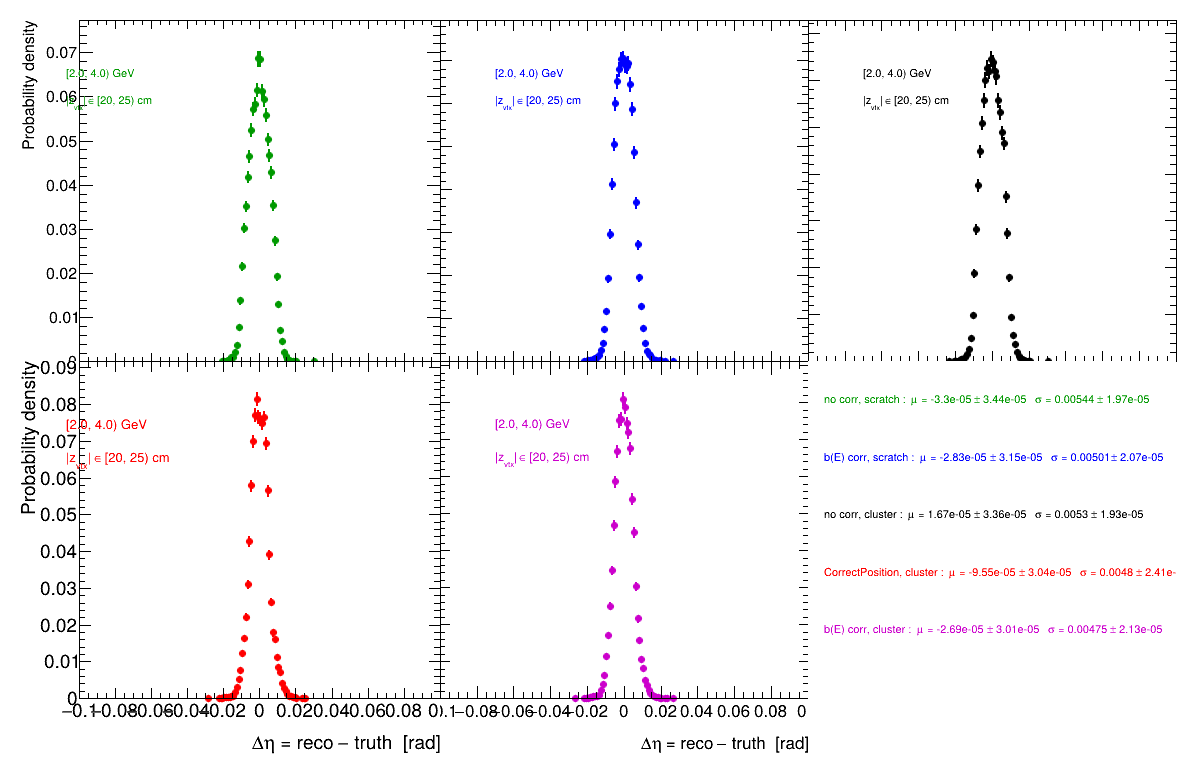 Probability density
0.07
0.06
0.05
0.04
0.03
0.02
0.01
0
[2.0, 4.0) GeV
|z_vtx| ∈ [20, 25) cm
[2.0, 4.0) GeV
|z_vtx| ∈ [20, 25) cm
[2.0, 4.0) GeV
|z_vtx| ∈ [20, 25) cm
Probability density
0.09
0.08
0.07
0.06
0.05
0.04
0.03
0.02
0.01
0
[2.0, 4.0) GeV
|z_vtx| ∈ [20, 25) cm
−0.1 −0.08 −0.06 −0.04 −0.02 0 0.02 0.04 0.06 0.08 0.1
Δη = reco − truth [rad]
[2.0, 4.0) GeV
|z_vtx| ∈ [20, 25) cm
−0.08 −0.06 −0.04 −0.02 0 0.02 0.04 0.06 0.08 0
Δη = reco − truth [rad]
no corr, scratch : μ = -3.3e-05 ± 3.44e-05 σ = 0.00544 ± 1.97e-05
b(E) corr, scratch : μ = -2.83e-05 ± 3.15e-05 σ = 0.00501± 2.07e-05
no corr, cluster : μ = 1.67e-05 ± 3.36e-05 σ = 0.0053 ± 1.93e-05
CorrectPosition, cluster : μ = -9.55e-05 ± 3.04e-05 σ = 0.0048 ± 2.41e-
b(E) corr, cluster : μ = -2.69e-05 ± 3.01e-05 σ = 0.00475 ± 2.13e-05